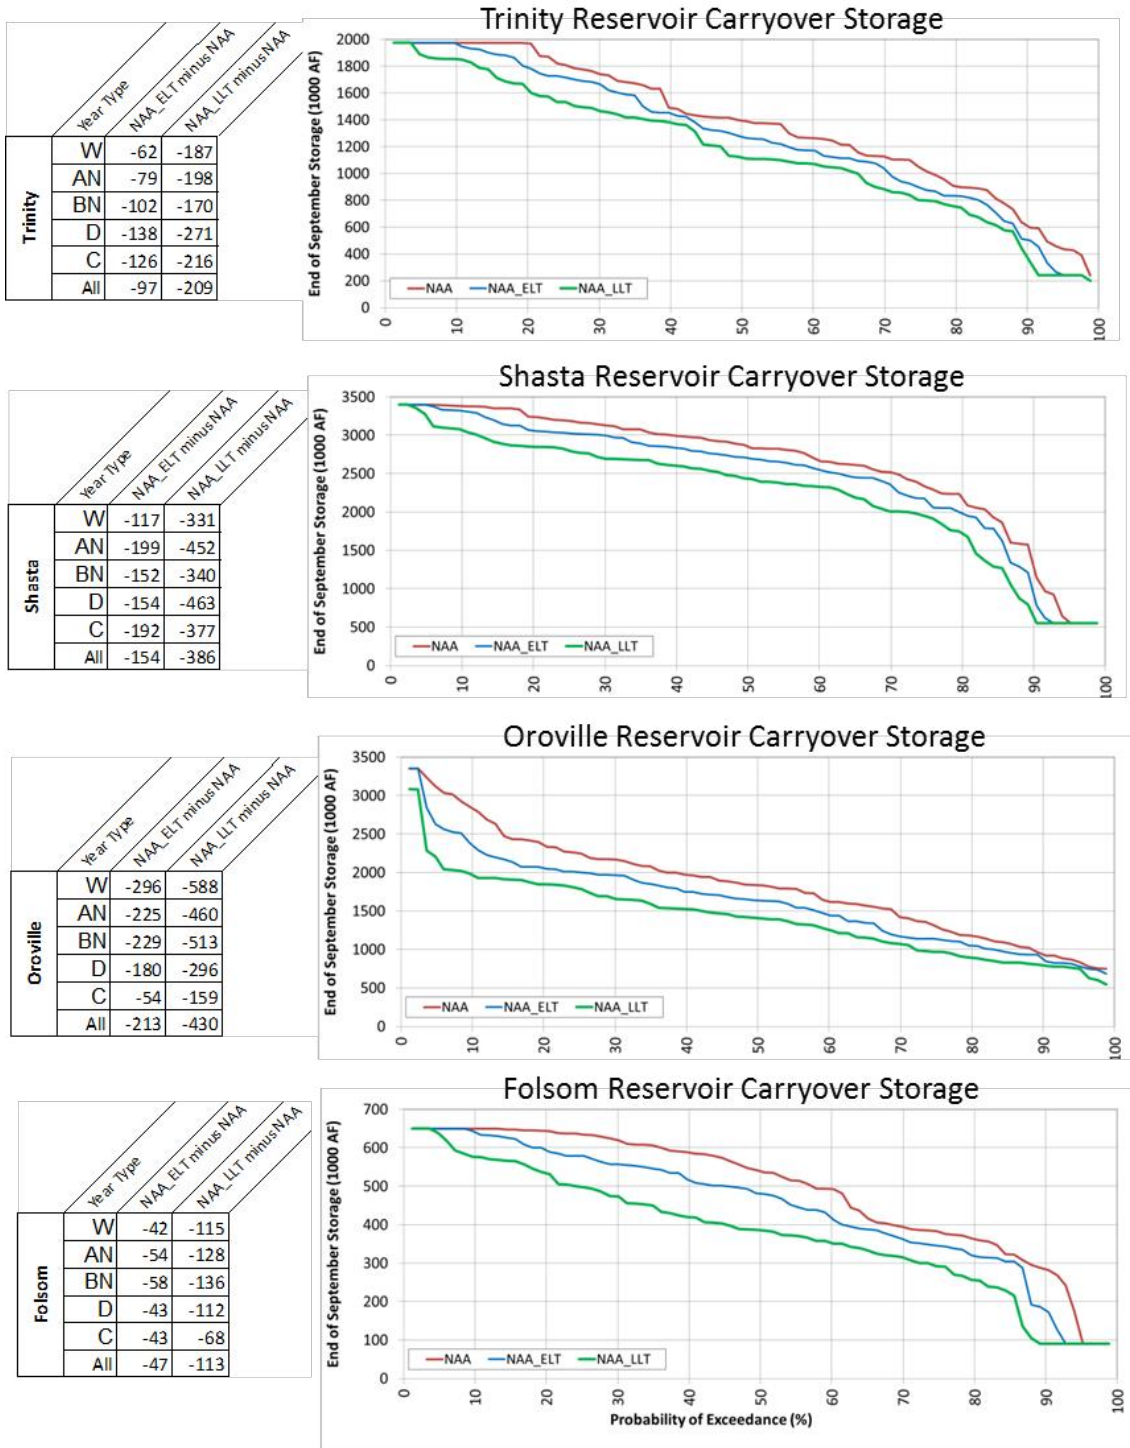 Trinity Reservoir Carryover Storage
Year Type
NAA_ELT minus NAA
NAA_LLT minus NAA
Trinity
W -62 -187
AN -79 -198
BN -102 -170
D -138 -271
C -126 -216
All -97 -209
End of September Storage (1000 AF)
2000
1800
1600
1400
1200
1000
800
600
400
200
0
NAA NAA_ELT NAA_LLT
0 10 20 30 40 50 60 70 80 90 100
Shasta Reservoir Carryover Storage
Year Type
NAA_ELT minus NAA
NAA_LLT minus NAA
Shasta
W -117 -331
AN -199 -452
BN -152 -340
D -154 -463
C -192 -377
All -154 -386
End of September Storage (1000 AF)
3500
3000
2500
2000
1500
1000
500
0
NAA NAA_ELT NAA_LLT
0 10 20 30 40 50 60 70 80 90 100
Oroville Reservoir Carryover Storage
Year Type
NAA_ELT minus NAA
NAA_LLT minus NAA
Oroville
W -296 -588
AN -225 -460
BN -229 -513
D -180 -296
C -54 -159
All -213 -430
End of September Storage (1000 AF)
3500
3000
2500
2000
1500
1000
500
0
NAA NAA_ELT NAA_LLT
0 10 20 30 40 50 60 70 80 90 100
Folsom Reservoir Carryover Storage
Year Type
NAA_ELT minus NAA
NAA_LLT minus NAA
Folsom
W -42 -115
AN -54 -128
BN -58 -136
D -43 -112
C -43 -68
All -47 -113
End of September Storage (1000 AF)
700
600
500
400
300
200
100
0
NAA NAA_ELT NAA_LLT
0 10 20 30 40 50 60 70 80 90 100
Probability of Exceedance (%)